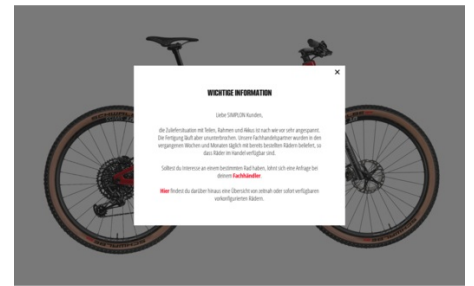 WICHTIGE INFORMATION
Liebe SIMPLON Kunden,
die Zuliefersituation mit Teilen, Rahmen und Akkus ist nach wie vor sehr angespannt.
Die Fertigung läuft aber ununterbrochen. Unsere Fachhandelspartner wurden in den
vergangenen Wochen und Monaten täglich mit bereits bestellten Rädern beliefert, so
dass Räder im Handel verfügbar sind.
Solltest du Interesse an einem bestimmten Rad haben, lohnt sich eine Anfrage bei
deinem Fachhändler.
Hier findest du darüber hinaus eine Übersicht von zeitnah oder sofort verfügbaren
vorkonfigurierten Rädern.